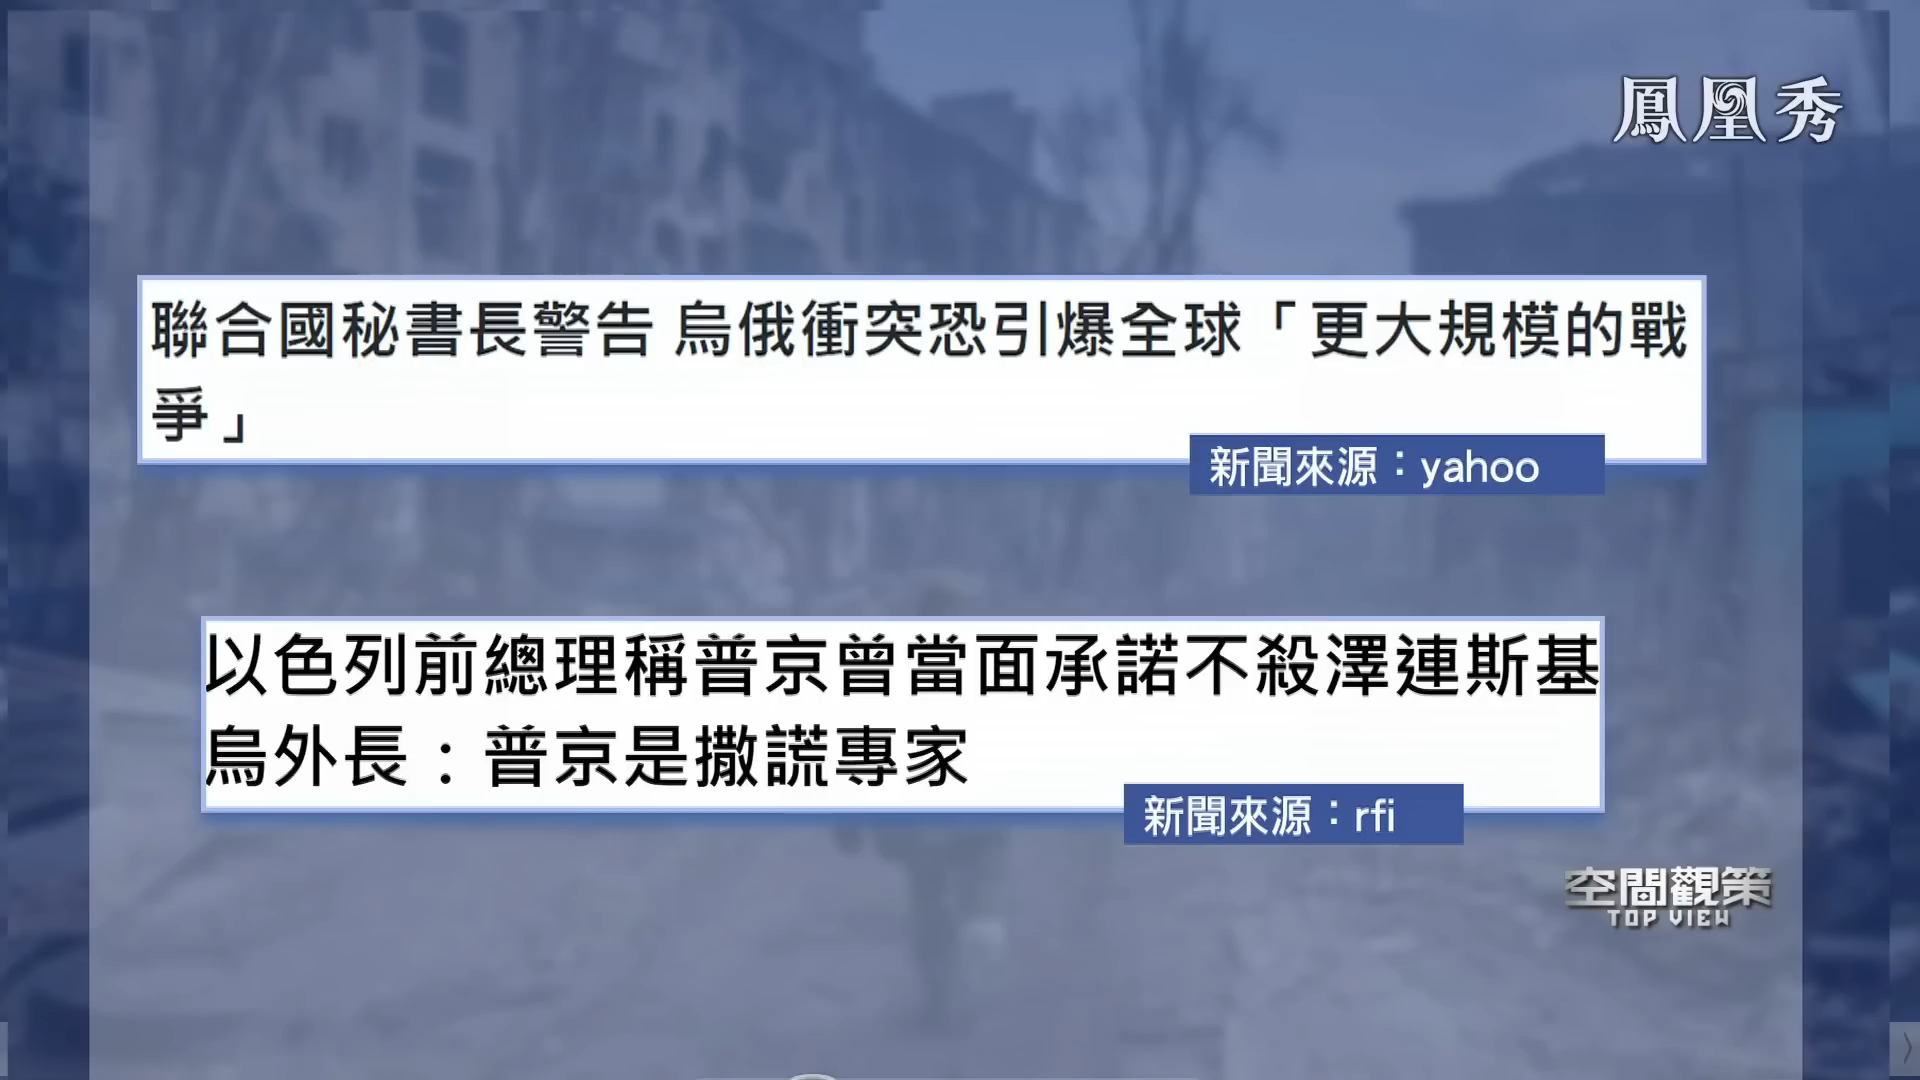 鳳凰秀
聯合國秘書長警告 烏俄衝突恐引爆全球「更大規模的戰
爭」
新聞來源：yahoo
以色列前總理稱普京曾當面承諾不殺澤連斯基
烏外長：普京是撒謊專家
新聞來源：rfi
空間觀策
TOP VIEW